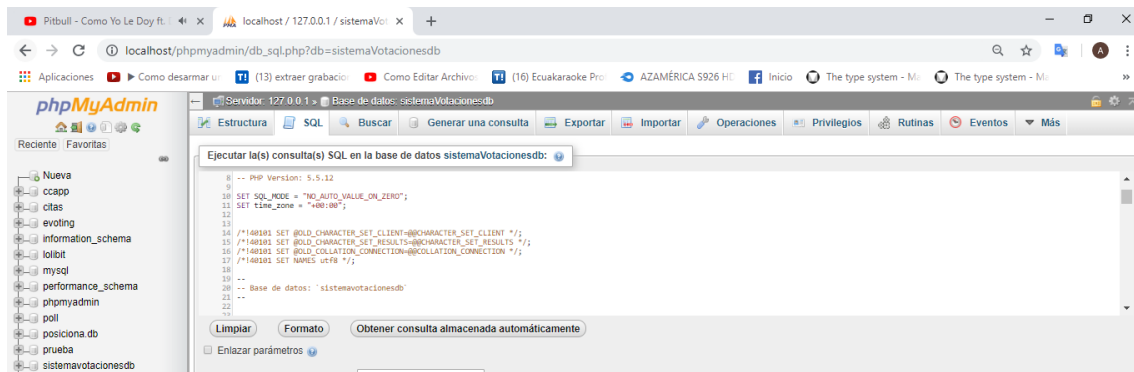 Pitbull - Como Yo Le Doy ft.
localhost / 127.0.0.1 / sistemaVot
localhost/phpmyadmin/db_sql.php?db=sistemaVotacionesdb
A
Aplicaciones
Como desarmar un
(13) extraer grabacion
Como Editar Archivos
(16) Ecuakaraoke Pro
AZAMÉRICA S926 HD
Inicio
The type system - Ma
The type system - Ma
»
phpMyAdmin
Reciente Favoritas
Nueva
ccapp
citas
evoting
information_schema
lolibit
mysql
performance_schema
phpmyadmin
poll
posiciona.db
prueba
sistemavotacionesdb
Servidor: 127.0.0.1 » Base de datos: sistemaVotacionesdb
Estructura SQL Buscar Generar una consulta Exportar Importar Operaciones Privilegios Rutinas Eventos Más
Ejecutar la(s) consulta(s) SQL en la base de datos sistemaVotacionesdb:
8 -- PHP Version: 5.5.12
9
10 SET SQL_MODE = "NO_AUTO_VALUE_ON_ZERO";
11 SET time_zone = "+00:00";
12
13
14 /*!40101 SET @OLD_CHARACTER_SET_CLIENT=@@CHARACTER_SET_CLIENT */;
15 /*!40101 SET @OLD_CHARACTER_SET_RESULTS=@@CHARACTER_SET_RESULTS */;
16 /*!40101 SET @OLD_COLLATION_CONNECTION=@@COLLATION_CONNECTION */;
17 /*!40101 SET NAMES utf8 */;
18
19 --
20 -- Base de datos: `sistemavotacionesdb`
21 --
22
23
Limpiar Formato Obtener consulta almacenada automáticamente
Enlazar parámetros